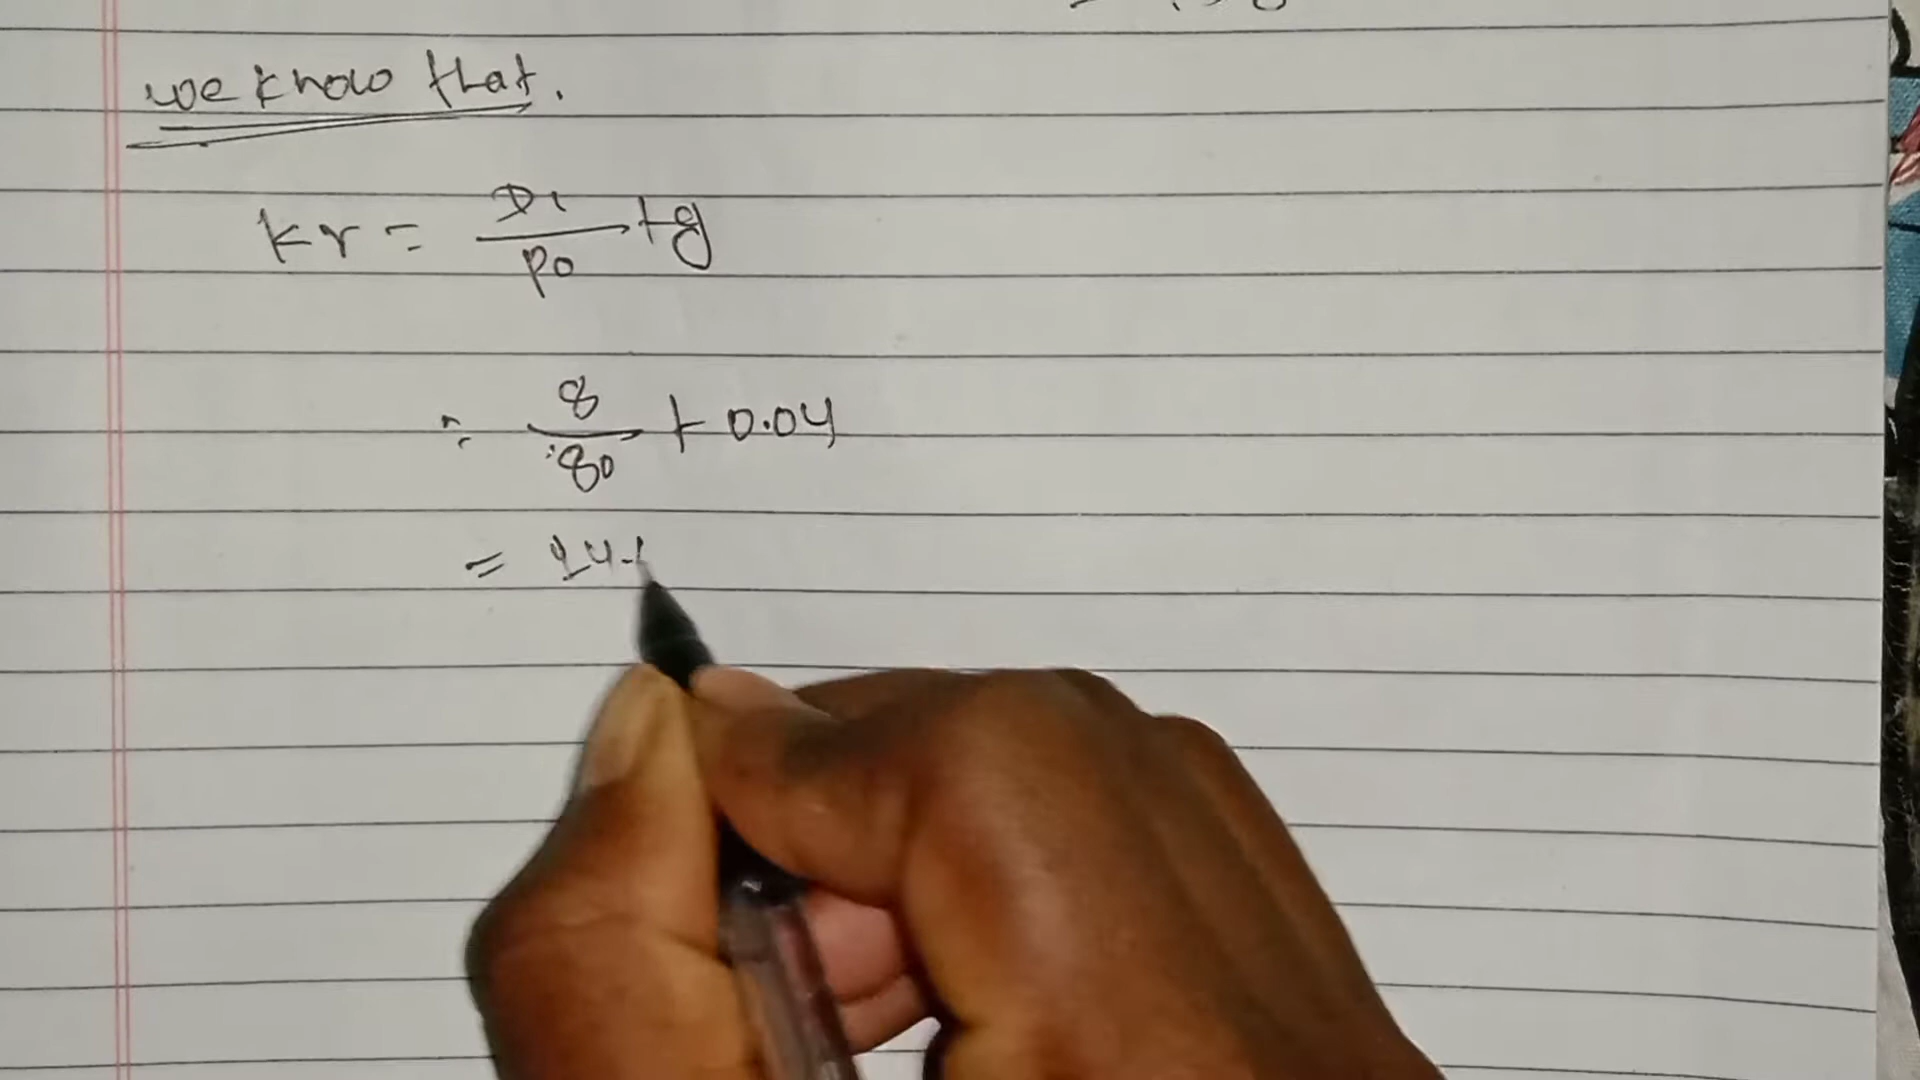 we know that.
kr = D1/P0 + g
= 8/80 + 0.04
= 14.